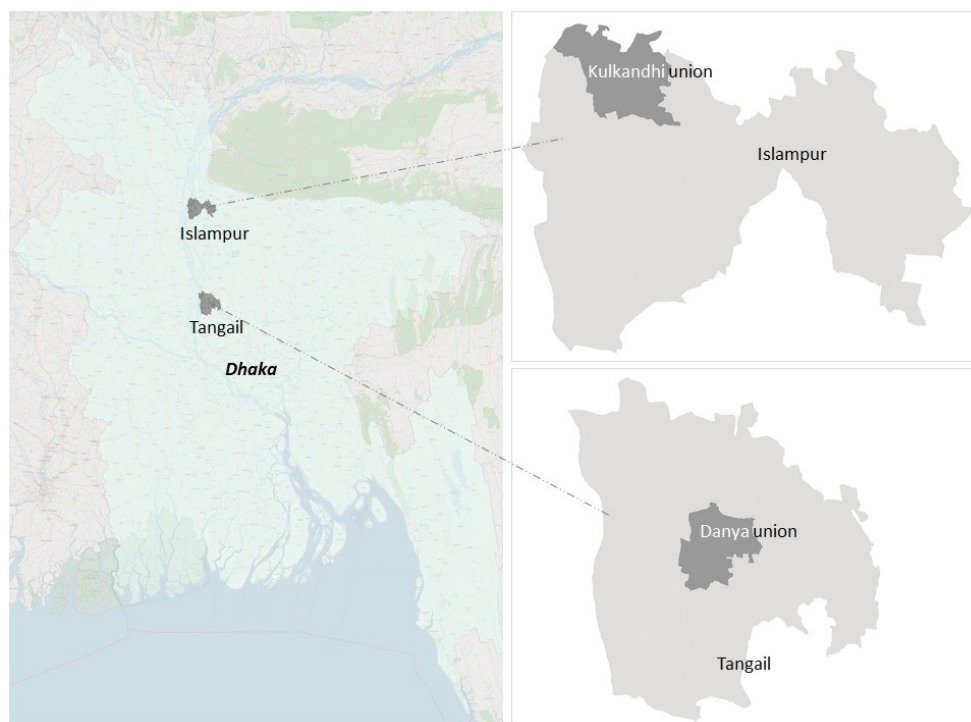 Islampur
Tangail
Dhaka
Kulkandhi union
Islampur
Danya union
Tangail